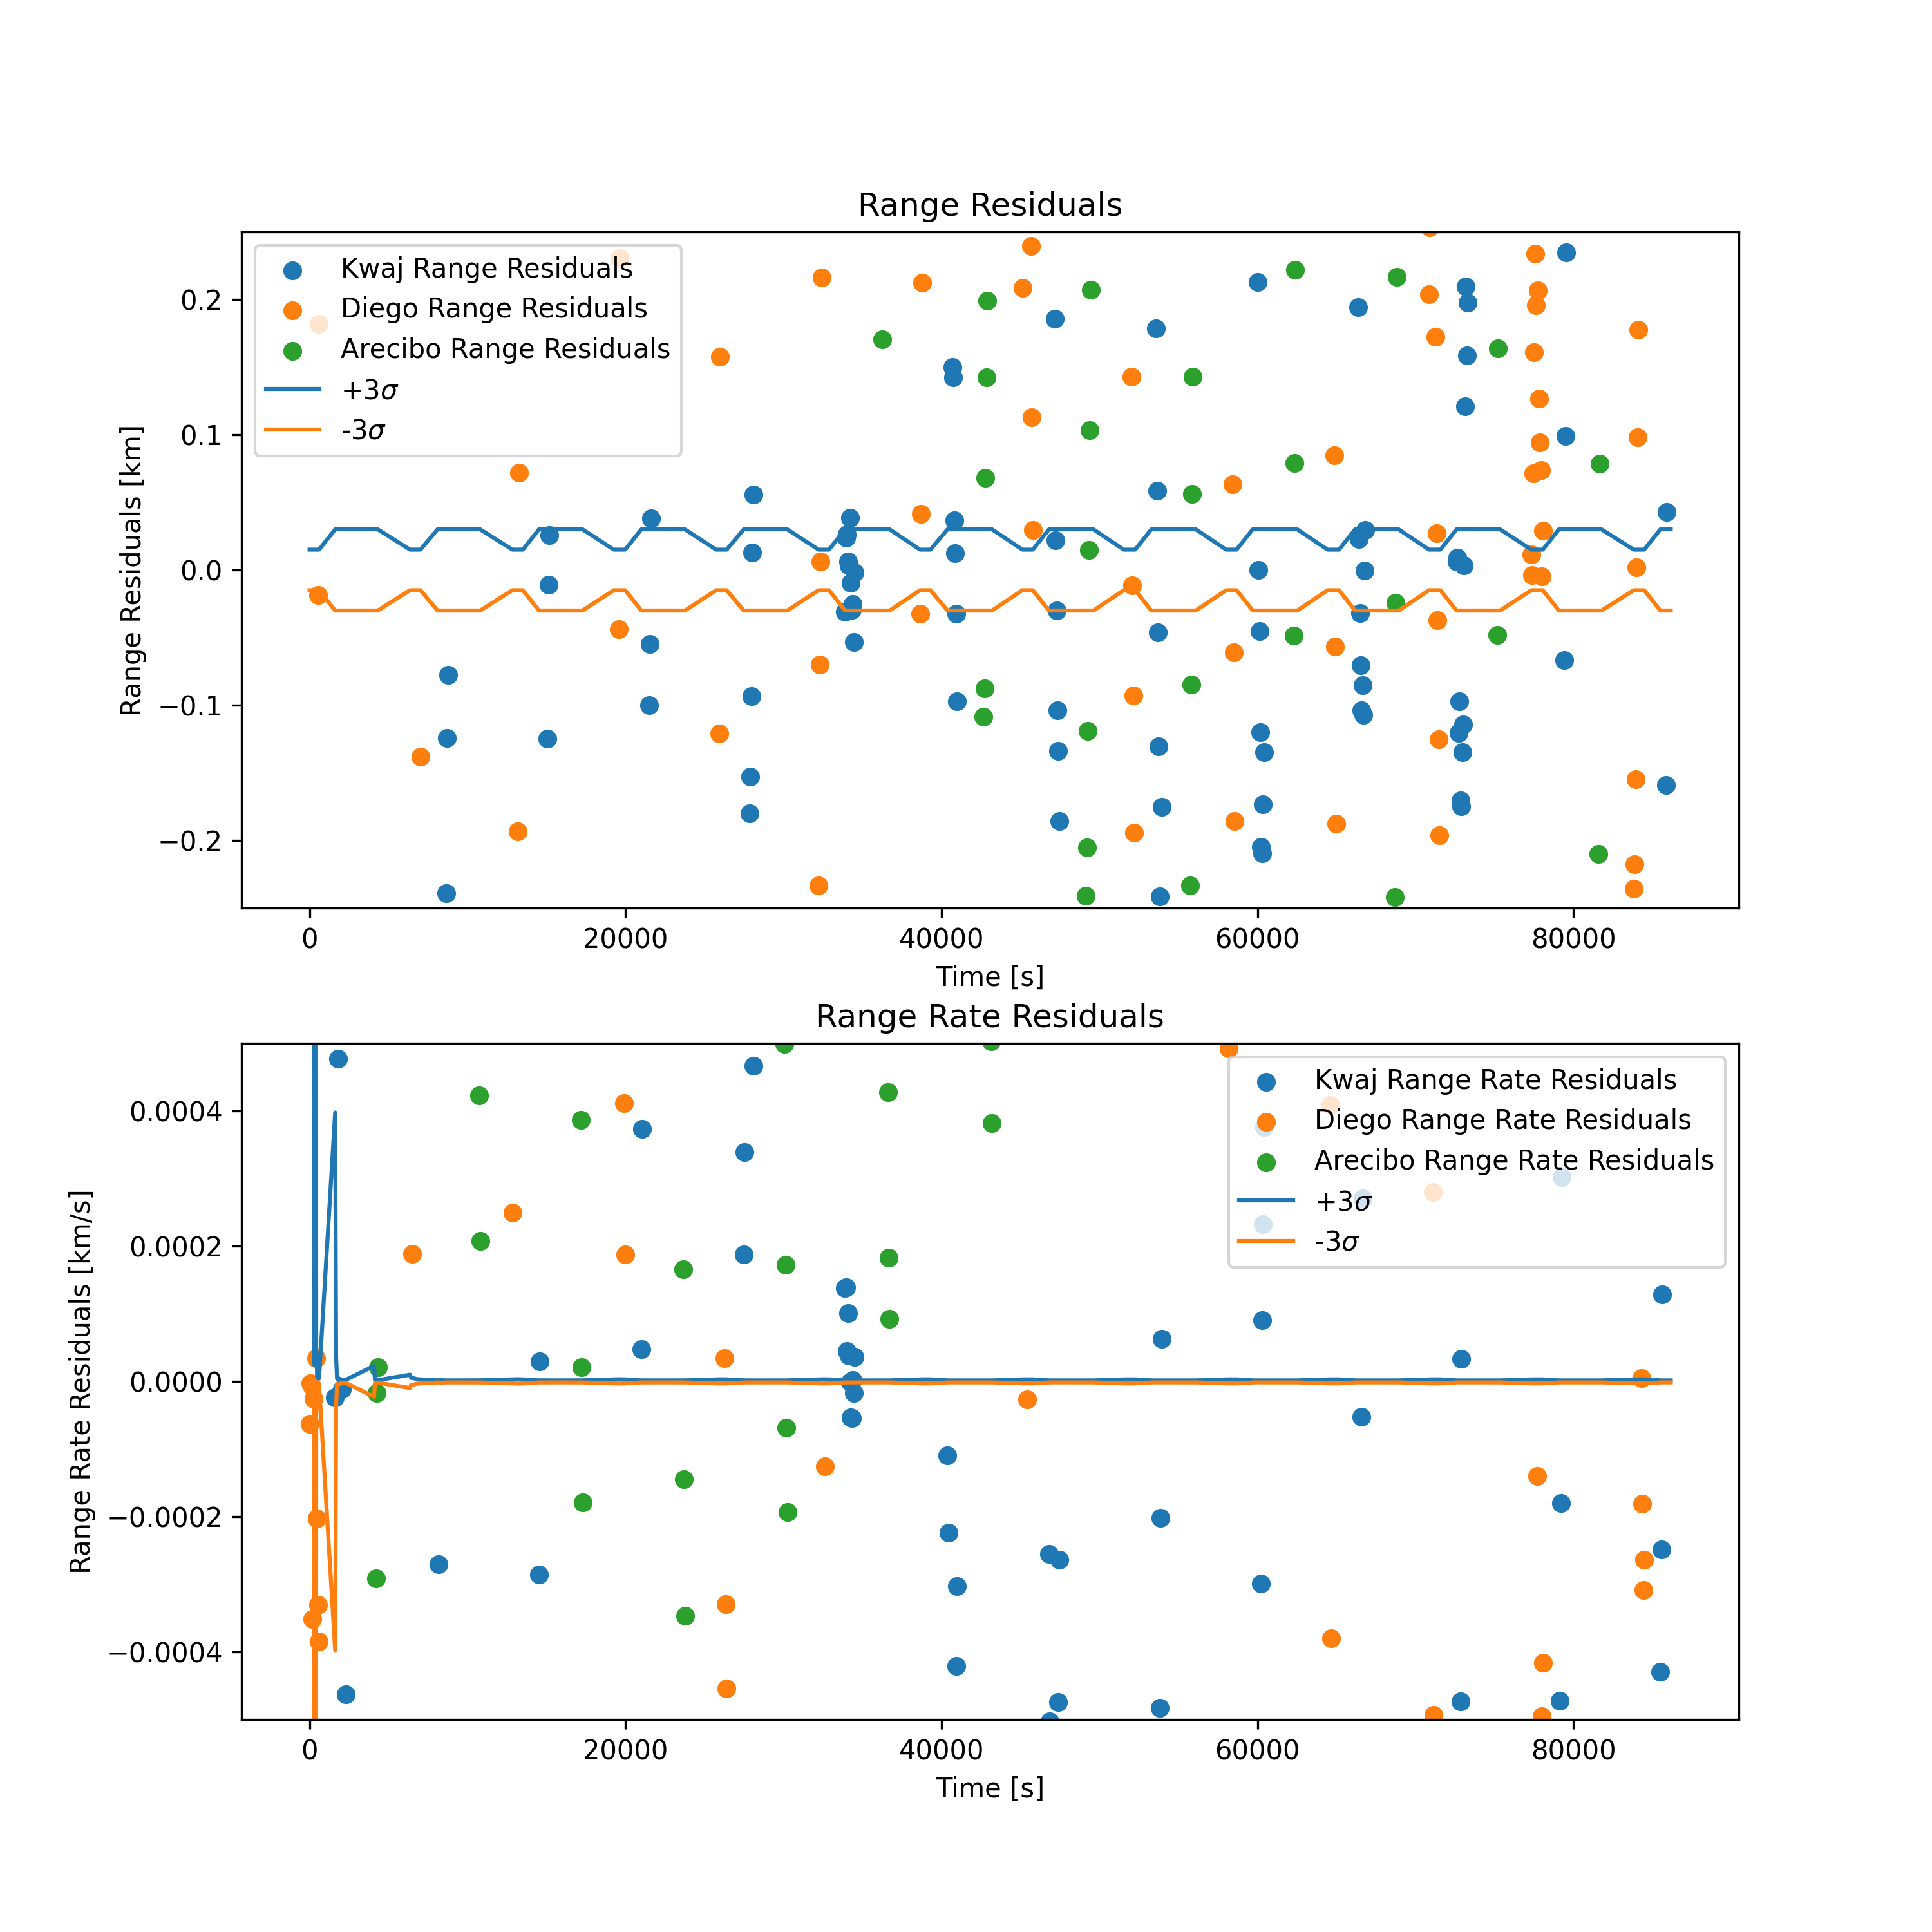 Range Residuals
Kwaj Range Residuals
Diego Range Residuals
Arecibo Range Residuals
+3σ
-3σ
0.2
0.1
0.0
−0.1
−0.2
Range Residuals [km]
0 20000 40000 60000 80000
Time [s]
Range Rate Residuals
Kwaj Range Rate Residuals
Diego Range Rate Residuals
Arecibo Range Rate Residuals
+3σ
-3σ
0.0004
0.0002
0.0000
−0.0002
−0.0004
Range Rate Residuals [km/s]
0 20000 40000 60000 80000
Time [s]